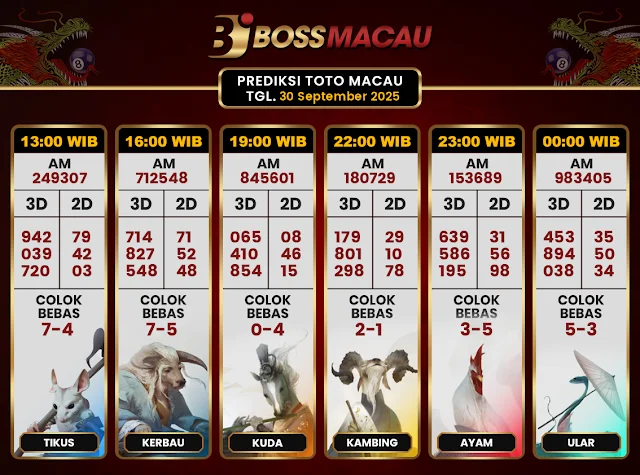 BJ BOSSMACAU
PREDIKSI TOTO MACAU
TGL. 30 September 2025
13:00 WIB
AM
249307
3D 2D
942 79
039 42
720 03
COLOK
BEBAS
7-4
TIKUS
16:00 WIB
AM
712548
3D 2D
714 71
827 52
548 48
COLOK
BEBAS
7-5
KERBAU
19:00 WIB
AM
845601
3D 2D
065 08
410 46
854 15
COLOK
BEBAS
0-4
KUDA
22:00 WIB
AM
180729
3D 2D
179 29
801 10
298 78
COLOK
BEBAS
2-1
KAMBING
23:00 WIB
AM
153689
3D 2D
639 31
586 56
195 98
COLOK
BEBAS
3-5
AYAM
00:00 WIB
AM
983405
3D 2D
453 35
894 50
038 34
COLOK
BEBAS
5-3
ULAR
8
8